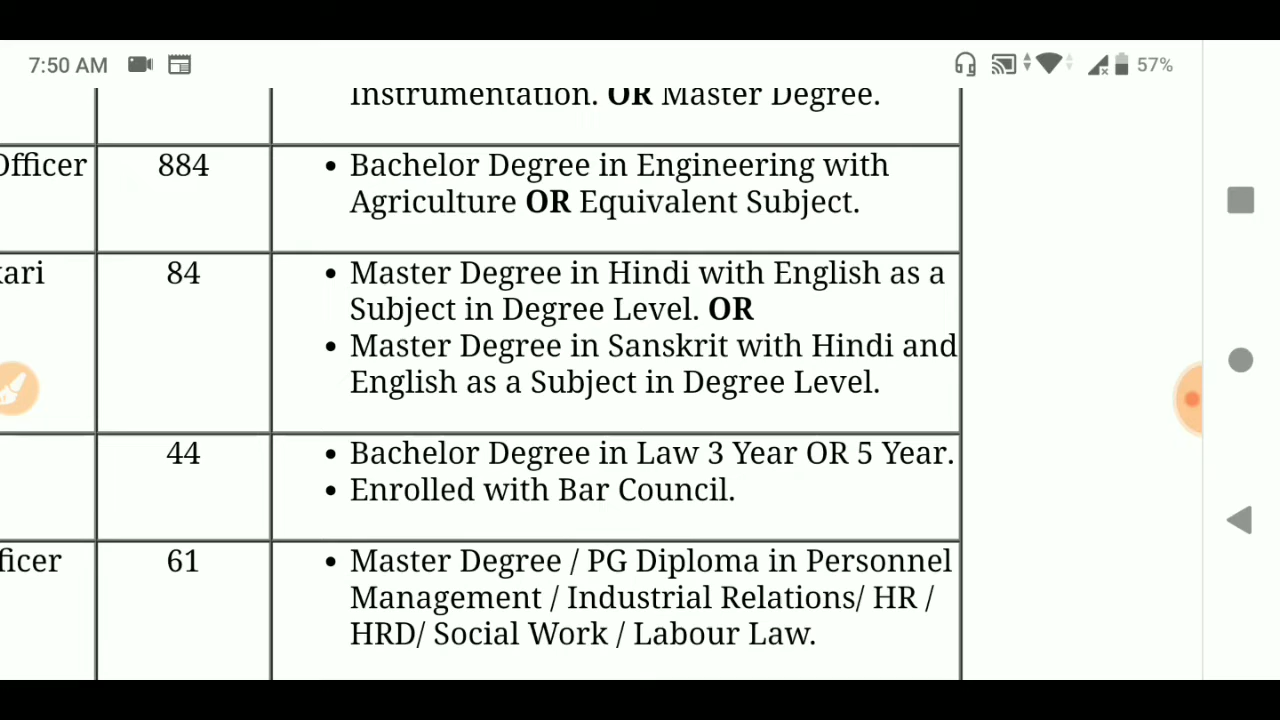 7:50 AM
57%
Instrumentation. OR Master Degree.
Officer 884 • Bachelor Degree in Engineering with
Agriculture OR Equivalent Subject.
kari 84 • Master Degree in Hindi with English as a
Subject in Degree Level. OR
• Master Degree in Sanskrit with Hindi and
English as a Subject in Degree Level.
44 • Bachelor Degree in Law 3 Year OR 5 Year.
• Enrolled with Bar Council.
ficer 61 • Master Degree / PG Diploma in Personnel
Management / Industrial Relations/ HR /
HRD/ Social Work / Labour Law.